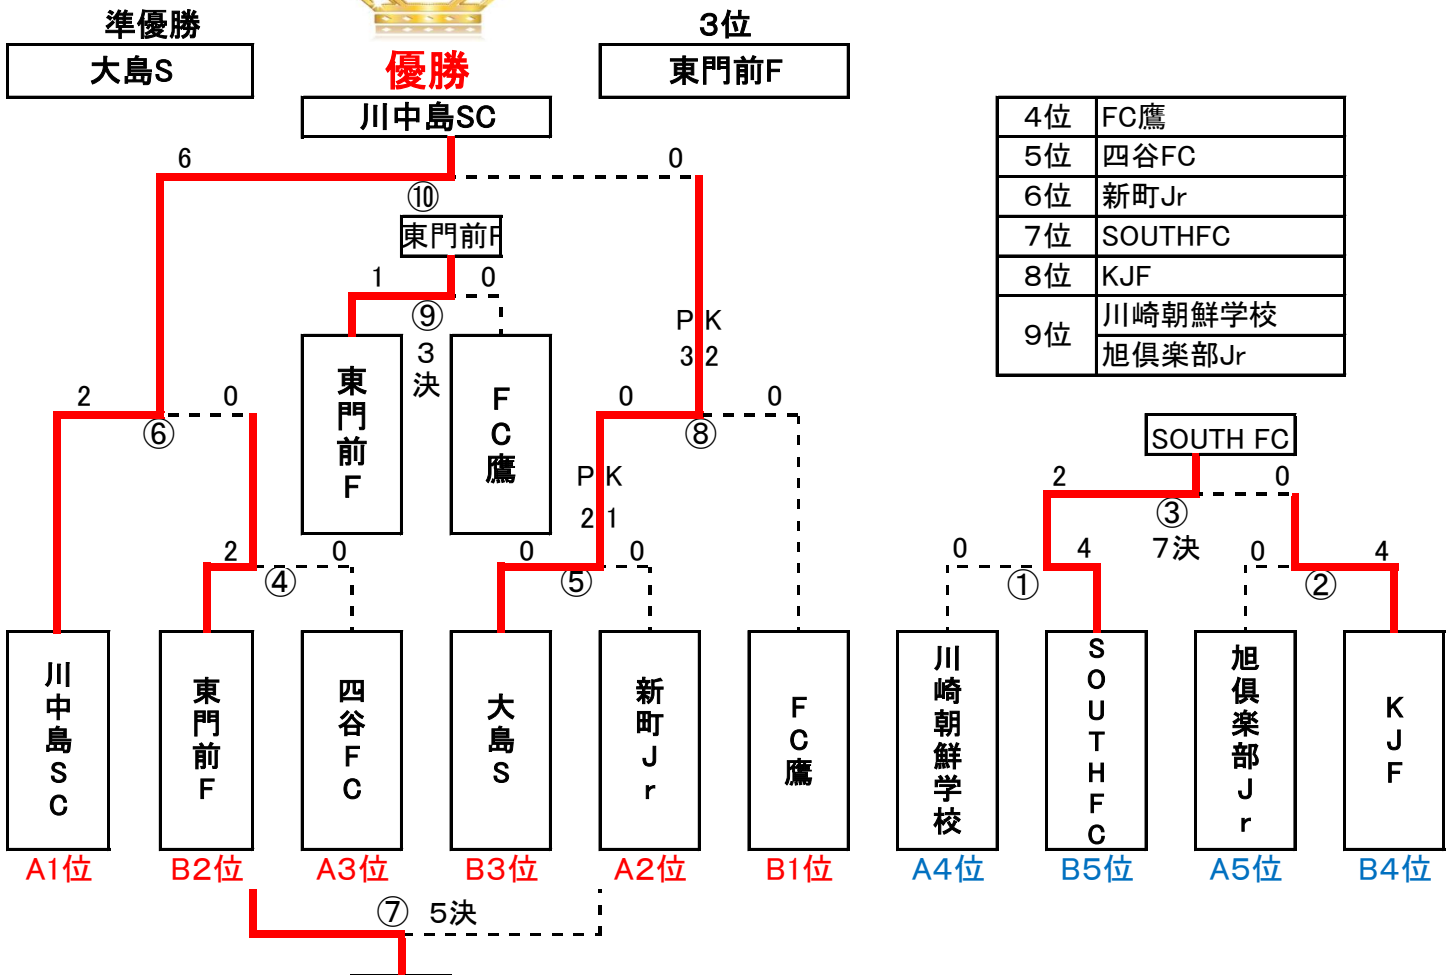 準優勝
3位
大島S
優勝
東門前F
川中島SC
4位 FC鷹
5位 四谷FC
6位 新町Jr
7位 SOUTHFC
8位 KJF
9位 川崎朝鮮学校
旭倶楽部Jr
6 0
⑩
東門前F
1 0
⑨
3決
東門前F
FC鷹
PK
3 2
2 0
⑥
0 0
⑧
PK
2 1
2 0
④
0 0
⑤
SOUTH FC
2 0
③
7決
0 4
①
0 4
②
川中島SC
東門前F
四谷FC
大島S
新町Jr
FC鷹
川崎朝鮮学校
SOUTHFC
旭倶楽部Jr
KJF
A1位 B2位 A3位 B3位 A2位 B1位 A4位 B5位 A5位 B4位
⑦ 5決